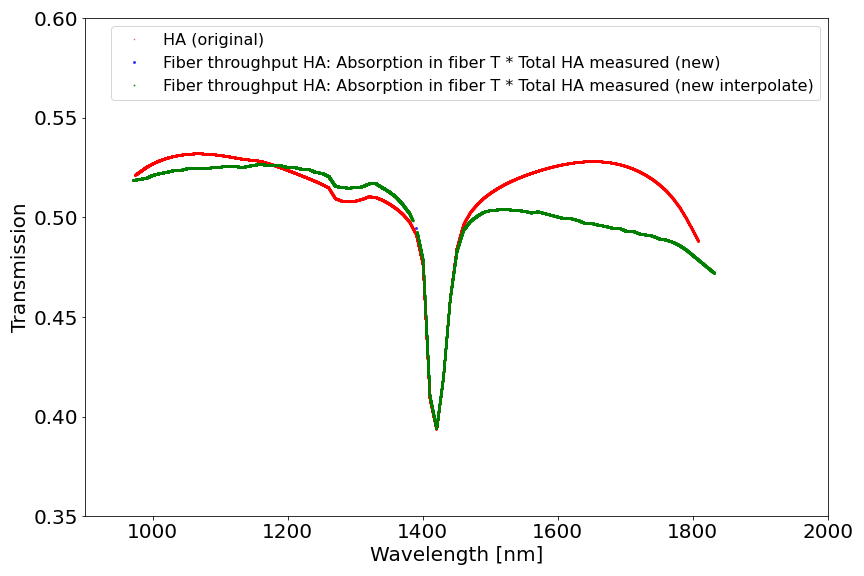 HA (original)
Fiber throughput HA: Absorption in fiber T * Total HA measured (new)
Fiber throughput HA: Absorption in fiber T * Total HA measured (new interpolate)
0.60
0.55
0.50
0.45
0.40
0.35
Transmission
1000 1200 1400 1600 1800 2000
Wavelength [nm]